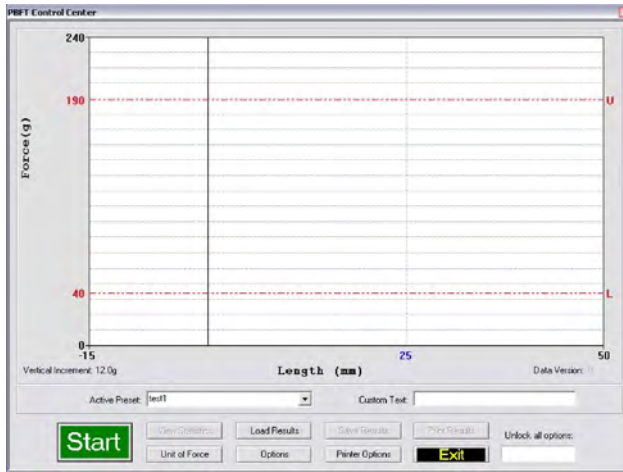 PBFT Control Center
240
190
U
Force(g)
40
L
0
-15
25
50
Vertical Increment: 12.0g
Length (mm)
Data Version:
Active Preset: test1
Custom Text:
Start
View Statistics
Load Results
Save Results
Print Results
Unlock all options:
Unit of Force
Options
Printer Options
Exit